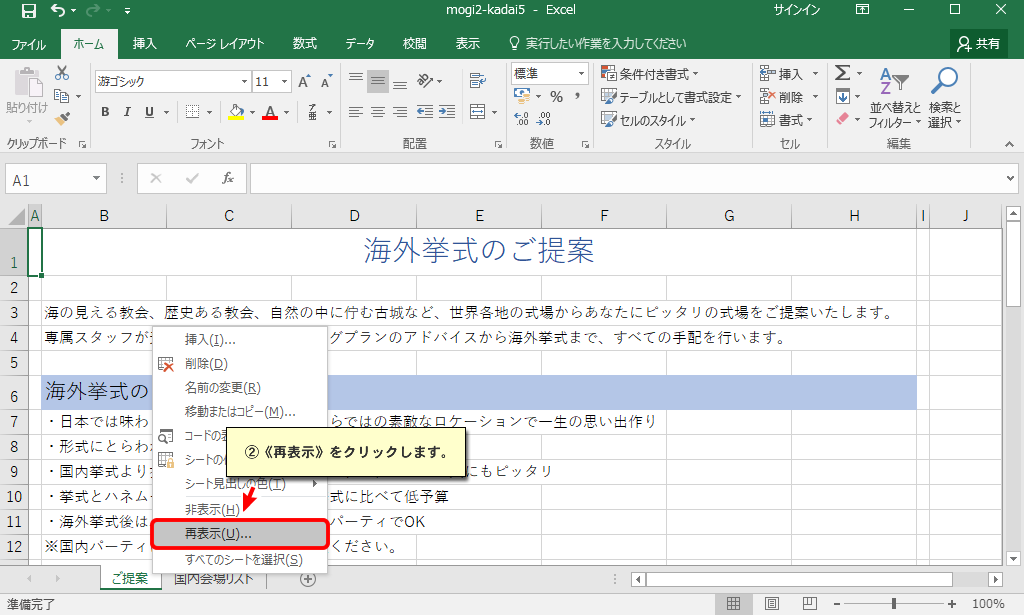 mogi2-kadai5 - Excel
サインイン
ファイル ホーム 挿入 ページ レイアウト 数式 データ 校閲 表示 実行したい作業を入力してください 共有
貼り付け
游ゴシック 11
B I U
標準
%
条件付き書式
テーブルとして書式設定
セルのスタイル
挿入
削除
書式
並べ替えと
フィルター
検索と
選択
クリップボード フォント 配置 数値 スタイル セル 編集
A1
fx
A B C D E F G H I J
1 海外挙式のご提案
2
3 海の見える教会、歴史ある教会、自然の中に佇む古城など、世界各地の式場からあなたにピッタリの式場をご提案いたします。
4 専属スタッフが グプランのアドバイスから海外挙式まで、すべての手配を行います。
5
6 海外挙式の
7 ・日本では味わ らではの素敵なロケーションで一生の思い出作り
8 ・形式にとらわ
9 ・国内挙式より にもピッタリ
10 ・挙式とハネム 式に比べて低予算
11 ・海外挙式後は パーティでOK
12 ※国内パーティ ください。
挿入(I)...
削除(D)
名前の変更(R)
移動またはコピー(M)...
コードの表
シートの
シート見出しの色(T)
非表示(H)
再表示(U)...
すべてのシートを選択(S)
②《再表示》をクリックします。
ご提案 国内会場リスト
準備完了
100%